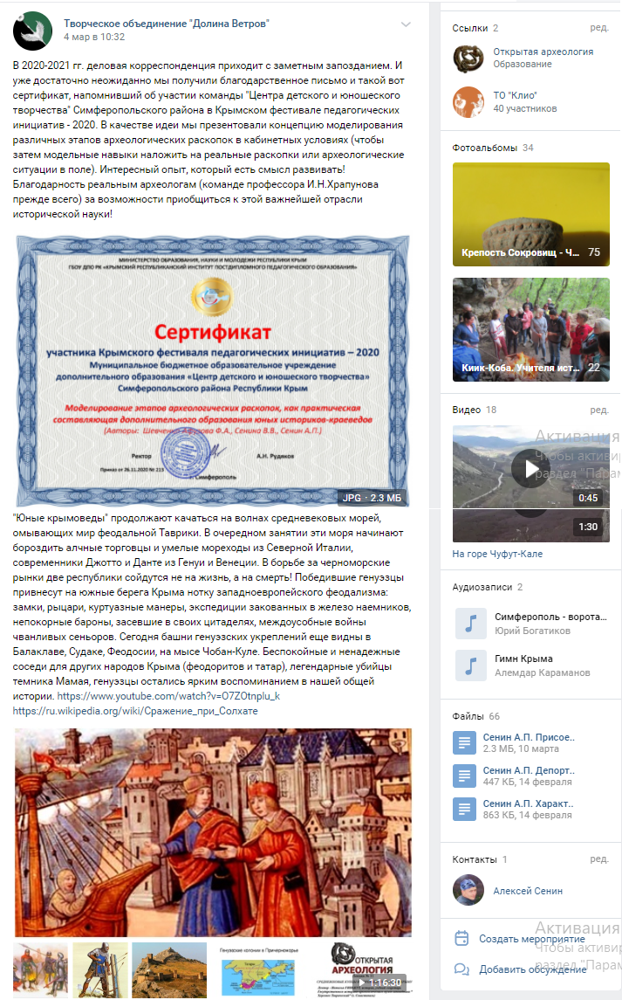 Творческое объединение "Долина Ветров"
4 мар в 10:32
В 2020-2021 гг. деловая корреспонденция приходит с заметным запозданием. И
уже достаточно неожиданно мы получили благодарственное письмо и такой вот
сертификат, напомнивший об участии команды "Центра детского и юношеского
творчества" Симферопольского района в Крымском фестивале педагогических
инициатив - 2020. В качестве идеи мы презентовали концепцию моделирования
различных этапов археологических раскопок в кабинетных условиях (чтобы
затем модельные навыки наложить на реальные раскопки или археологические
ситуации в поле). Интересный опыт, который есть смысл развивать!
Благодарность реальным археологам (команде профессора И.Н.Храпунова
прежде всего) за возможности приобщиться к этой важнейшей отрасли
исторической науки!
МИНИСТЕРСТВО ОБРАЗОВАНИЯ, НАУКИ И МОЛОДЕЖИ РЕСПУБЛИКИ КРЫМ
ГБОУ ДПО РК «КРЫМСКИЙ РЕСПУБЛИКАНСКИЙ ИНСТИТУТ ПОСТДИПЛОМНОГО ПЕДАГОГИЧЕСКОГО ОБРАЗОВАНИЯ»
Сертификат
участника Крымского фестиваля педагогических инициатив – 2020
Муниципальное бюджетное образовательное учреждение
дополнительного образования «Центр детского и юношеского творчества»
Симферопольского района Республики Крым
Моделирование этапов археологических раскопок, как практическая
составляющая дополнительного образования юных историков-краеведов
(Авторы: Шевченко Ф.А., Сенина В.В., Сенин А.П.)
Ректор
А.Н. Рудяков
Приказ от 26.11.2020 № 213
г. Симферополь
JPG · 2.3 МБ
"Юные крымоведы" продолжают качаться на волнах средневековых морей,
омывающих мир феодальной Таврики. В очередном занятии эти моря начинают
бороздить алчные торговцы и умелые мореходы из Северной Италии,
современники Джотто и Данте из Генуи и Венеции. В борьбе за черноморские
рынки две республики сойдутся не на жизнь, а на смерть! Победившие генуэзцы
привнесут на южные берега Крыма нотку западноевропейского феодализма:
замки, рыцари, куртуазные манеры, экспедиции закованных в железо наемников,
непокорные бароны, засевшие в своих цитаделях, междоусобные войны
чванливых сеньоров. Сегодня башни генуэзских укреплений еще видны в
Балаклаве, Судаке, Феодосии, на мысе Чобан-Куле. Беспокойные и ненадежные
соседи для других народов Крыма (феодоритов и татар), легендарные убийцы
темника Мамая, генуэзцы остались ярким воспоминанием в нашей общей
истории. https://www.youtube.com/watch?v=O7ZOtnplu_k
https://ru.wikipedia.org/wiki/Сражение_при_Солхате
Генуэзские колонии в Причерноморье
ОТКРЫТАЯ
АРХЕОЛОГИЯ
1:16:30
Ссылки 2
ред.
Открытая археология
Образование
ТО "Клио"
40 участников
Фотоальбомы 34
Крепость Сокровищ - Ч... 75
Киик-Коба. Учителя ист... 22
Видео 18
ред.
0:45
1:30
На горе Чуфут-Кале
Активация
Чтобы активи
раздел "Парам
Аудиозаписи 2
Симферополь - ворота...
Юрий Богатиков
Гимн Крыма
Алемдар Караманов
Файлы 66
Сенин А.П. Присое..
2.3 МБ, 10 марта
Сенин А.П. Депорт..
447 КБ, 14 февраля
Сенин А.П. Характ..
863 КБ, 14 февраля
Контакты 1
ред.
Алексей Сенин
Активация
Создать мероприятие
Чтобы активи
раздел "Парам
Добавить обсуждение